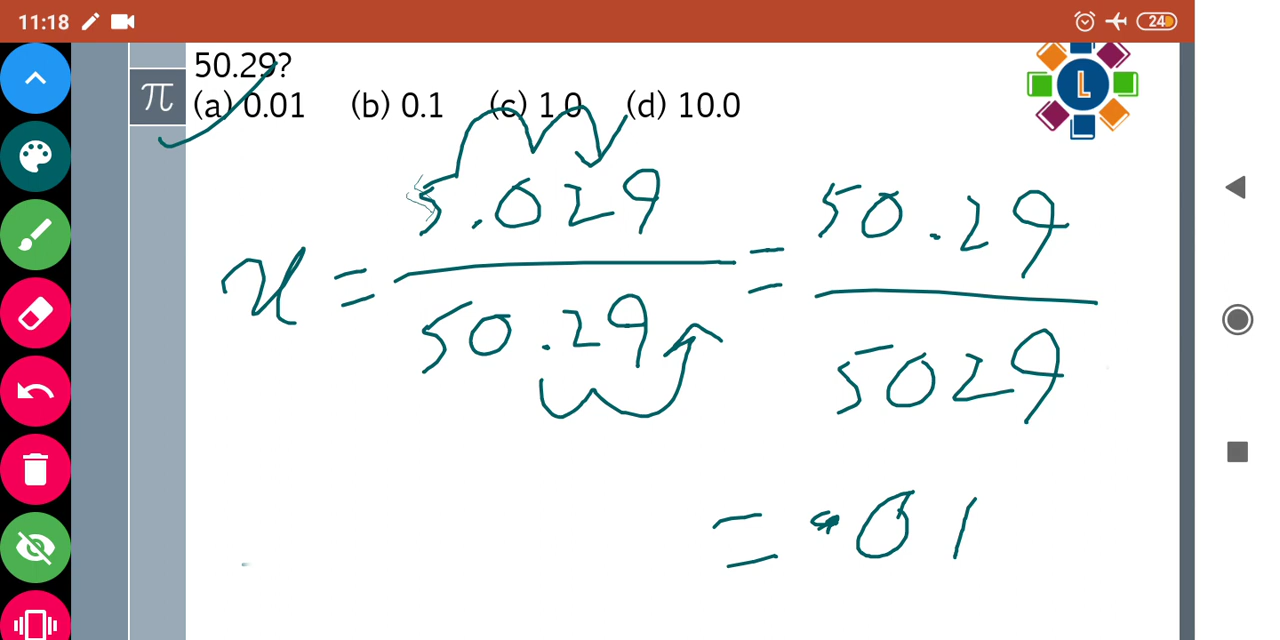 11:18 24
50.29?
π (a) 0.01 (b) 0.1 (c) 1.0 (d) 10.0
L
x = 5.029 / 50.29 = 50.29 / 5029
= .01